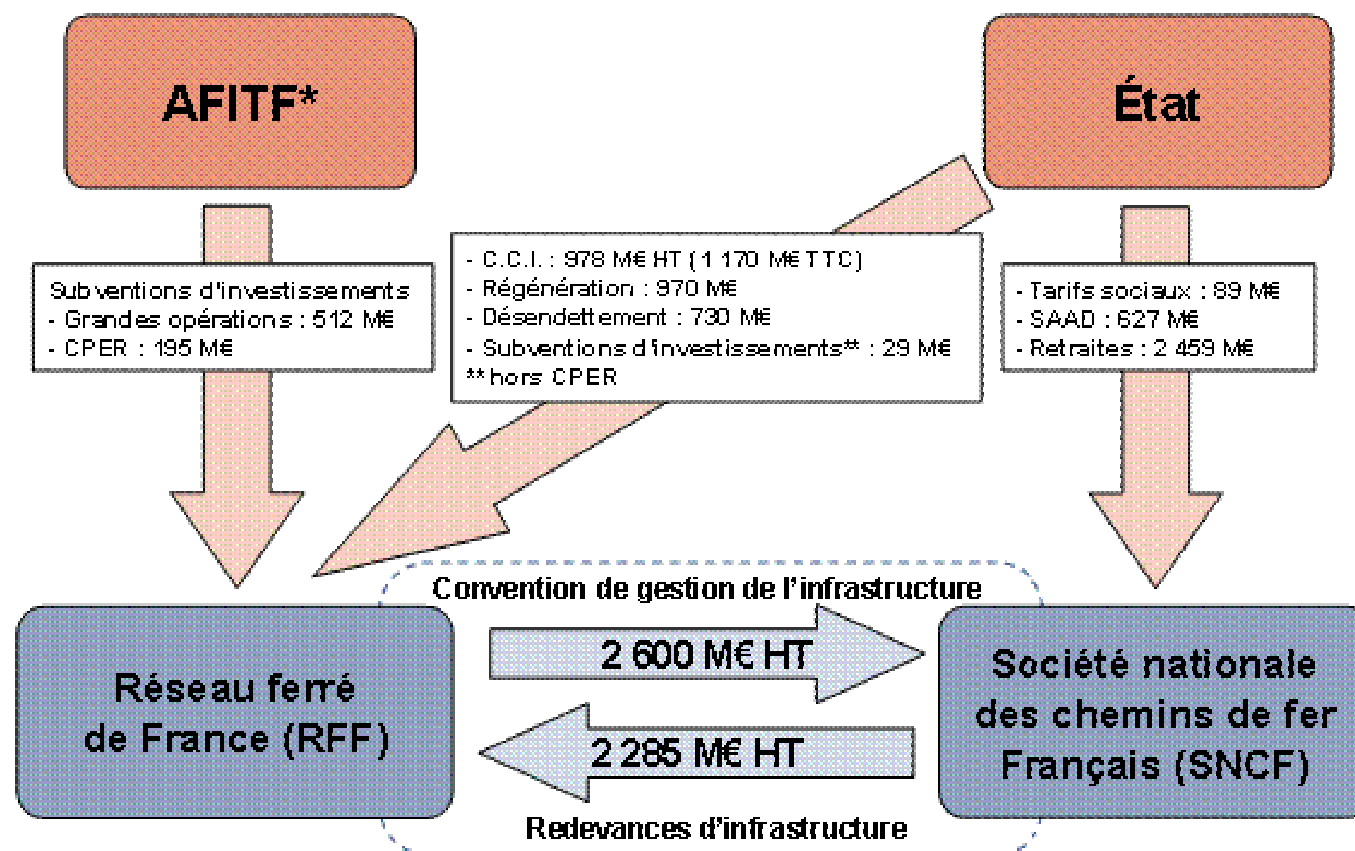 AFITF*
État
Subventions d'investissements
- Grandes opérations : 512 M€
- CPER : 195 M€
- C.C.I. : 978 M€ HT (1 170 M€ TTC)
- Régénération : 970 M€
- Désendettement : 730 M€
- Subventions d'investissements** : 29 M€
** hors CPER
- Tarifs sociaux : 89 M€
- SAAD : 627 M€
- Retraites : 2 459 M€
Convention de gestion de l'infrastructure
2 600 M€ HT
Réseau ferré
de France (RFF)
Société nationale
des chemins de fer
Français (SNCF)
2 285 M€ HT
Redevances d'infrastructure